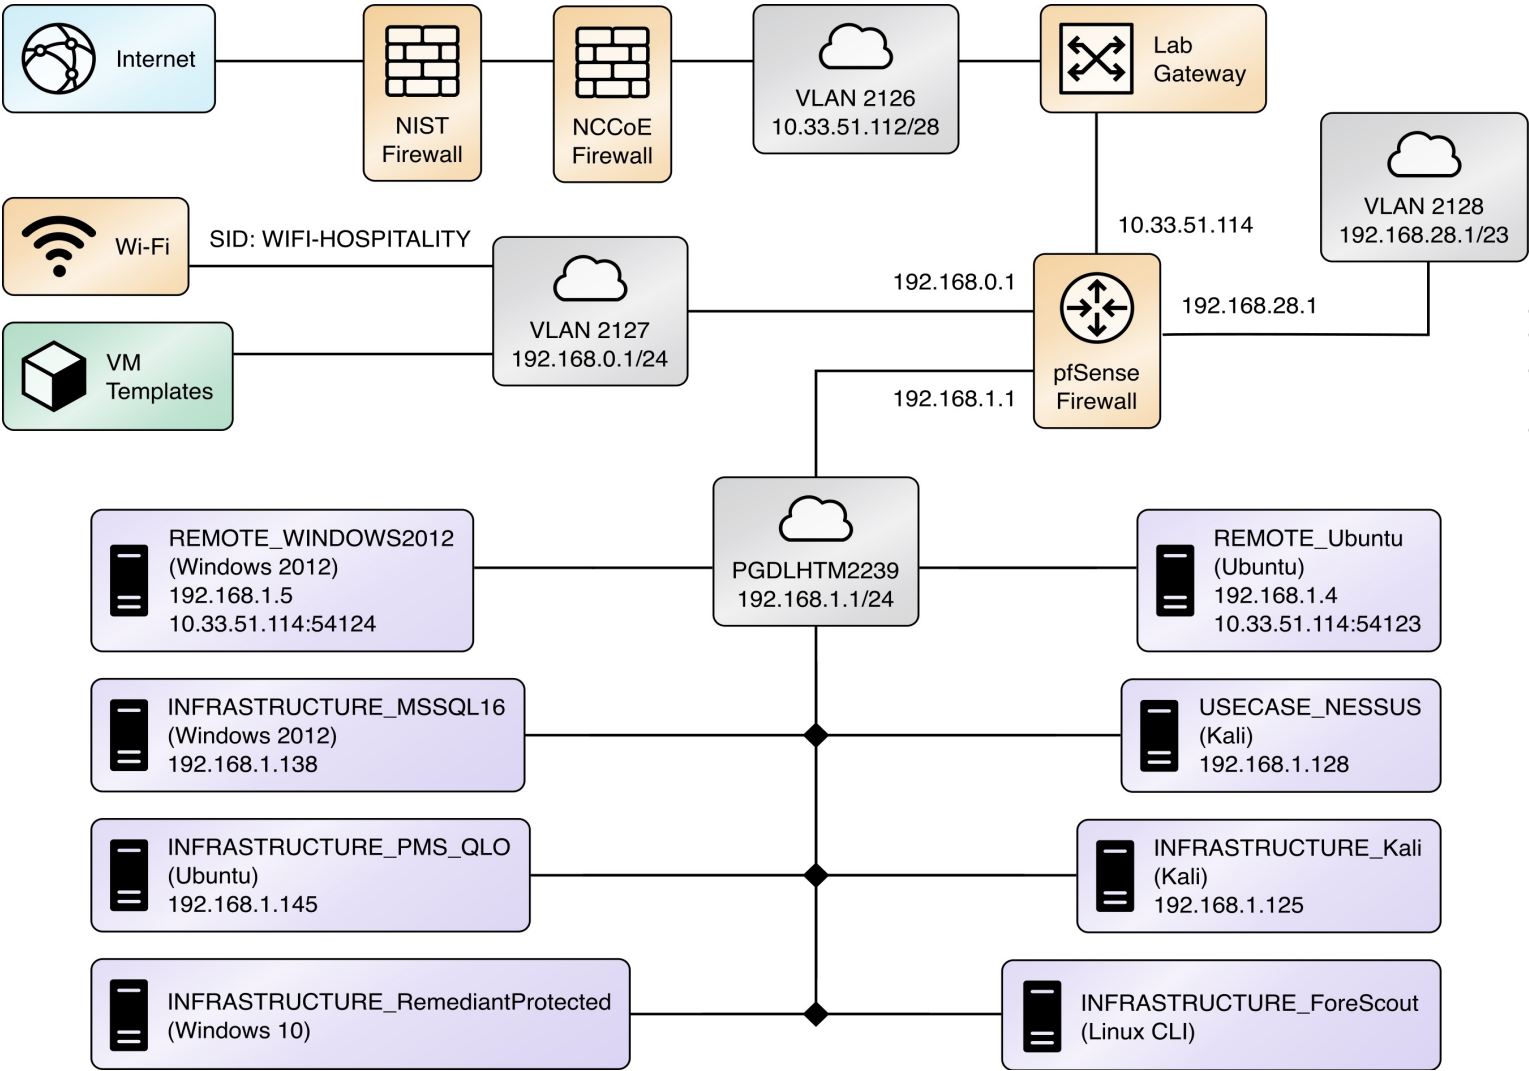 Internet
NIST
Firewall
NCCoE
Firewall
VLAN 2126
10.33.51.112/28
Lab
Gateway
VLAN 2128
192.168.28.1/23
10.33.51.114
Wi-Fi
SID: WIFI-HOSPITALITY
VLAN 2127
192.168.0.1/24
192.168.0.1
192.168.28.1
pfSense
Firewall
VM
Templates
192.168.1.1
PGDLHTM2239
192.168.1.1/24
REMOTE_WINDOWS2012
(Windows 2012)
192.168.1.5
10.33.51.114:54124
REMOTE_Ubuntu
(Ubuntu)
192.168.1.4
10.33.51.114:54123
INFRASTRUCTURE_MSSQL16
(Windows 2012)
192.168.1.138
USECASE_NESSUS
(Kali)
192.168.1.128
INFRASTRUCTURE_PMS_QLO
(Ubuntu)
192.168.1.145
INFRASTRUCTURE_Kali
(Kali)
192.168.1.125
INFRASTRUCTURE_RemediantProtected
(Windows 10)
INFRASTRUCTURE_ForeScout
(Linux CLI)